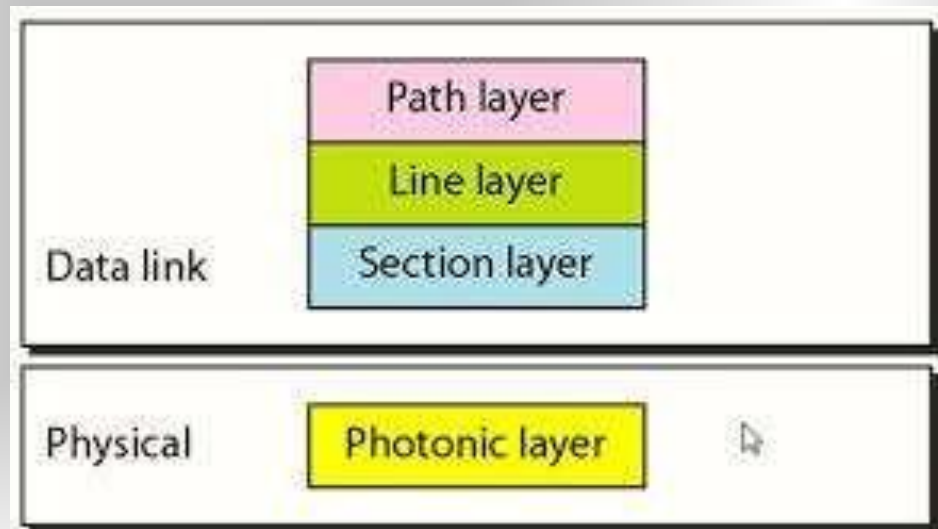 Path layer
Line layer
Data link
Section layer
Physical
Photonic layer